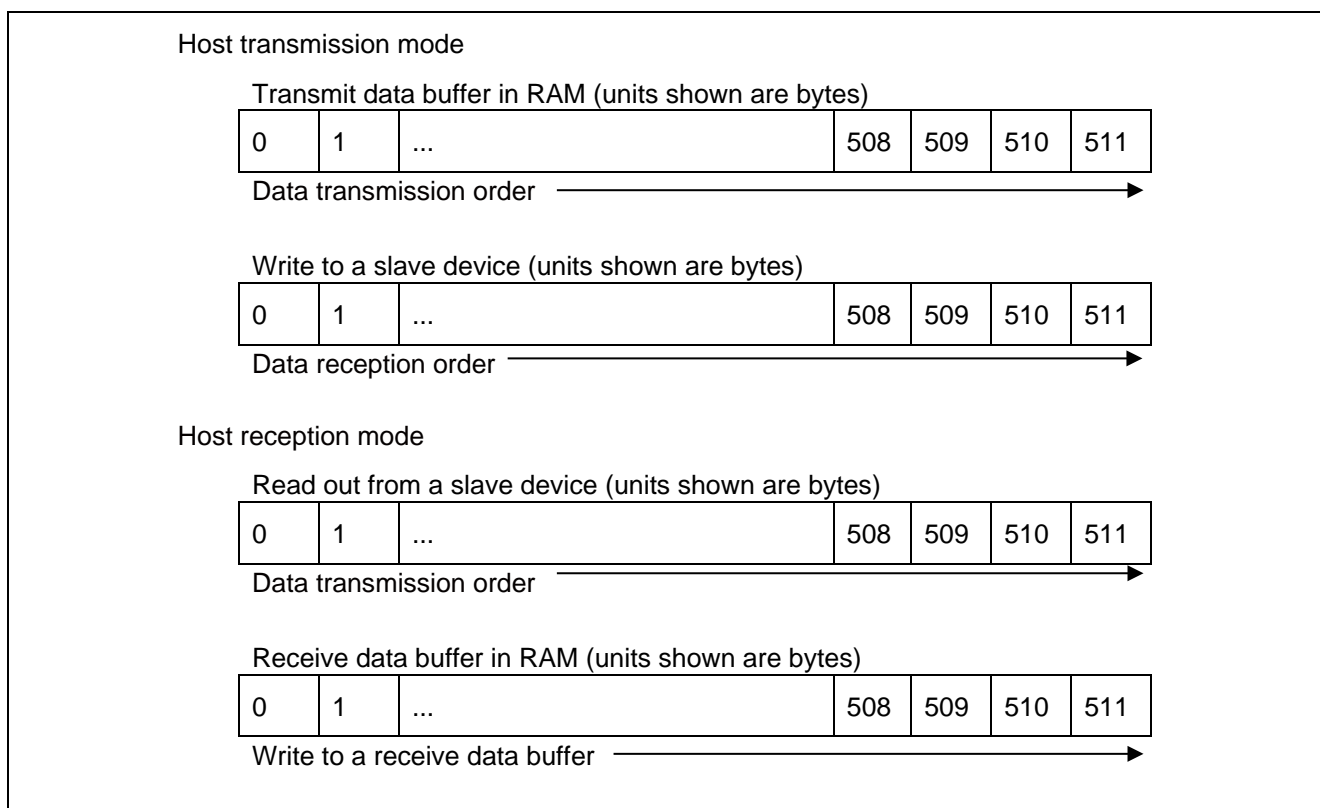 Host transmission mode
Transmit data buffer in RAM (units shown are bytes)
0 1 ... 508 509 510 511
Data transmission order
Write to a slave device (units shown are bytes)
0 1 ... 508 509 510 511
Data reception order
Host reception mode
Read out from a slave device (units shown are bytes)
0 1 ... 508 509 510 511
Data transmission order
Receive data buffer in RAM (units shown are bytes)
0 1 ... 508 509 510 511
Write to a receive data buffer